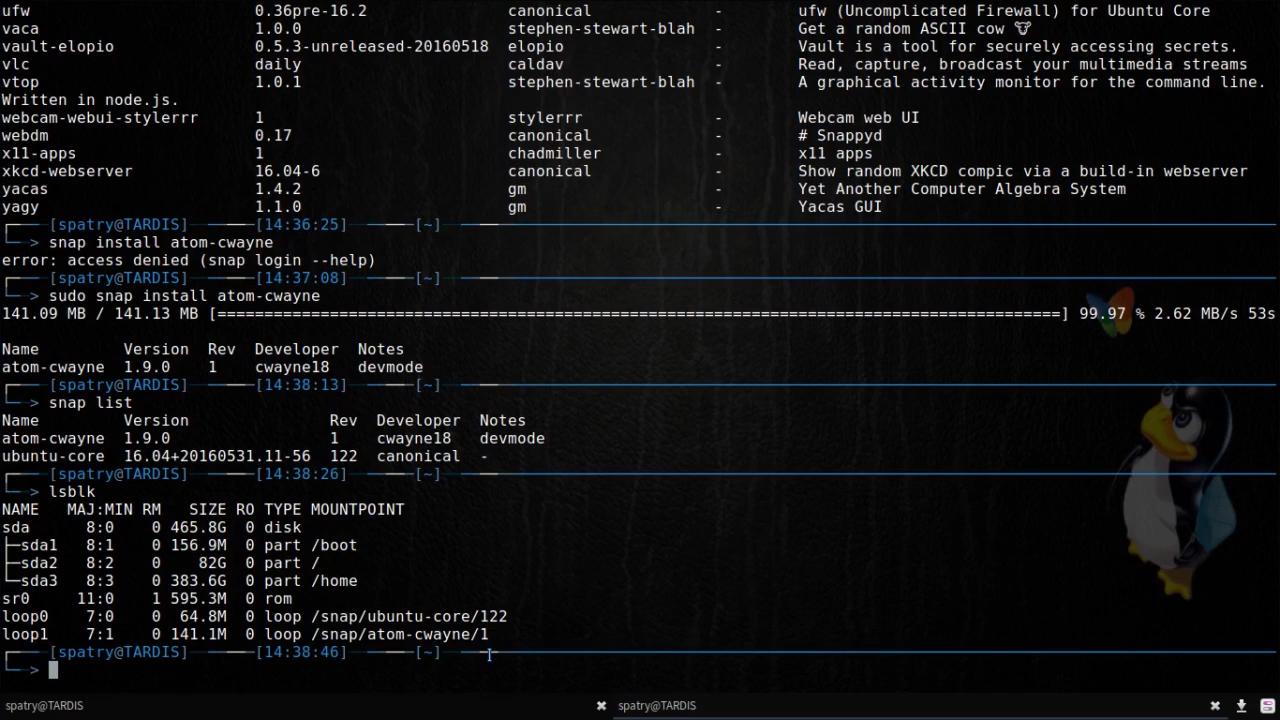 ufw 0.36pre-16.2 canonical - ufw (Uncomplicated Firewall) for Ubuntu Core
vaca 1.0.0 stephen-stewart-blah - Get a random ASCII cow 🐮
vault-elopio 0.5.3-unreleased-20160518 elopio - Vault is a tool for securely accessing secrets.
vlc daily caldav - Read, capture, broadcast your multimedia streams
vtop 1.0.1 stephen-stewart-blah - A graphical activity monitor for the command line.
Written in node.js.
webcam-webui-stylerrr 1 stylerrr - Webcam web UI
webdm 0.17 canonical - # Snappyd
x11-apps 1 chadmiller - x11 apps
xkcd-webserver 16.04-6 canonical - Show random XKCD compic via a build-in webserver
yacas 1.4.2 gm - Yet Another Computer Algebra System
yagy 1.1.0 gm - Yacas GUI
┌── [spatry@TARDIS] ── [14:36:25] ── [~] ──
└─> snap install atom-cwayne
error: access denied (snap login --help)
┌── [spatry@TARDIS] ── [14:37:08] ── [~] ──
└─> sudo snap install atom-cwayne
141.09 MB / 141.13 MB [====================================================================================] 99.97 % 2.62 MB/s 53s
Name Version Rev Developer Notes
atom-cwayne 1.9.0 1 cwayne18 devmode
┌── [spatry@TARDIS] ── [14:38:13] ── [~] ──
└─> snap list
Name Version Rev Developer Notes
atom-cwayne 1.9.0 1 cwayne18 devmode
ubuntu-core 16.04+20160531.11-56 122 canonical -
┌── [spatry@TARDIS] ── [14:38:26] ── [~] ──
└─> lsblk
NAME MAJ:MIN RM SIZE RO TYPE MOUNTPOINT
sda 8:0 0 465.8G 0 disk
├─sda1 8:1 0 156.9M 0 part /boot
├─sda2 8:2 0 82G 0 part /
└─sda3 8:3 0 383.6G 0 part /home
sr0 11:0 1 595.3M 0 rom
loop0 7:0 0 64.8M 0 loop /snap/ubuntu-core/122
loop1 7:1 0 141.1M 0 loop /snap/atom-cwayne/1
┌── [spatry@TARDIS] ── [14:38:46] ── [~] ──
└─>
spatry@TARDIS spatry@TARDIS